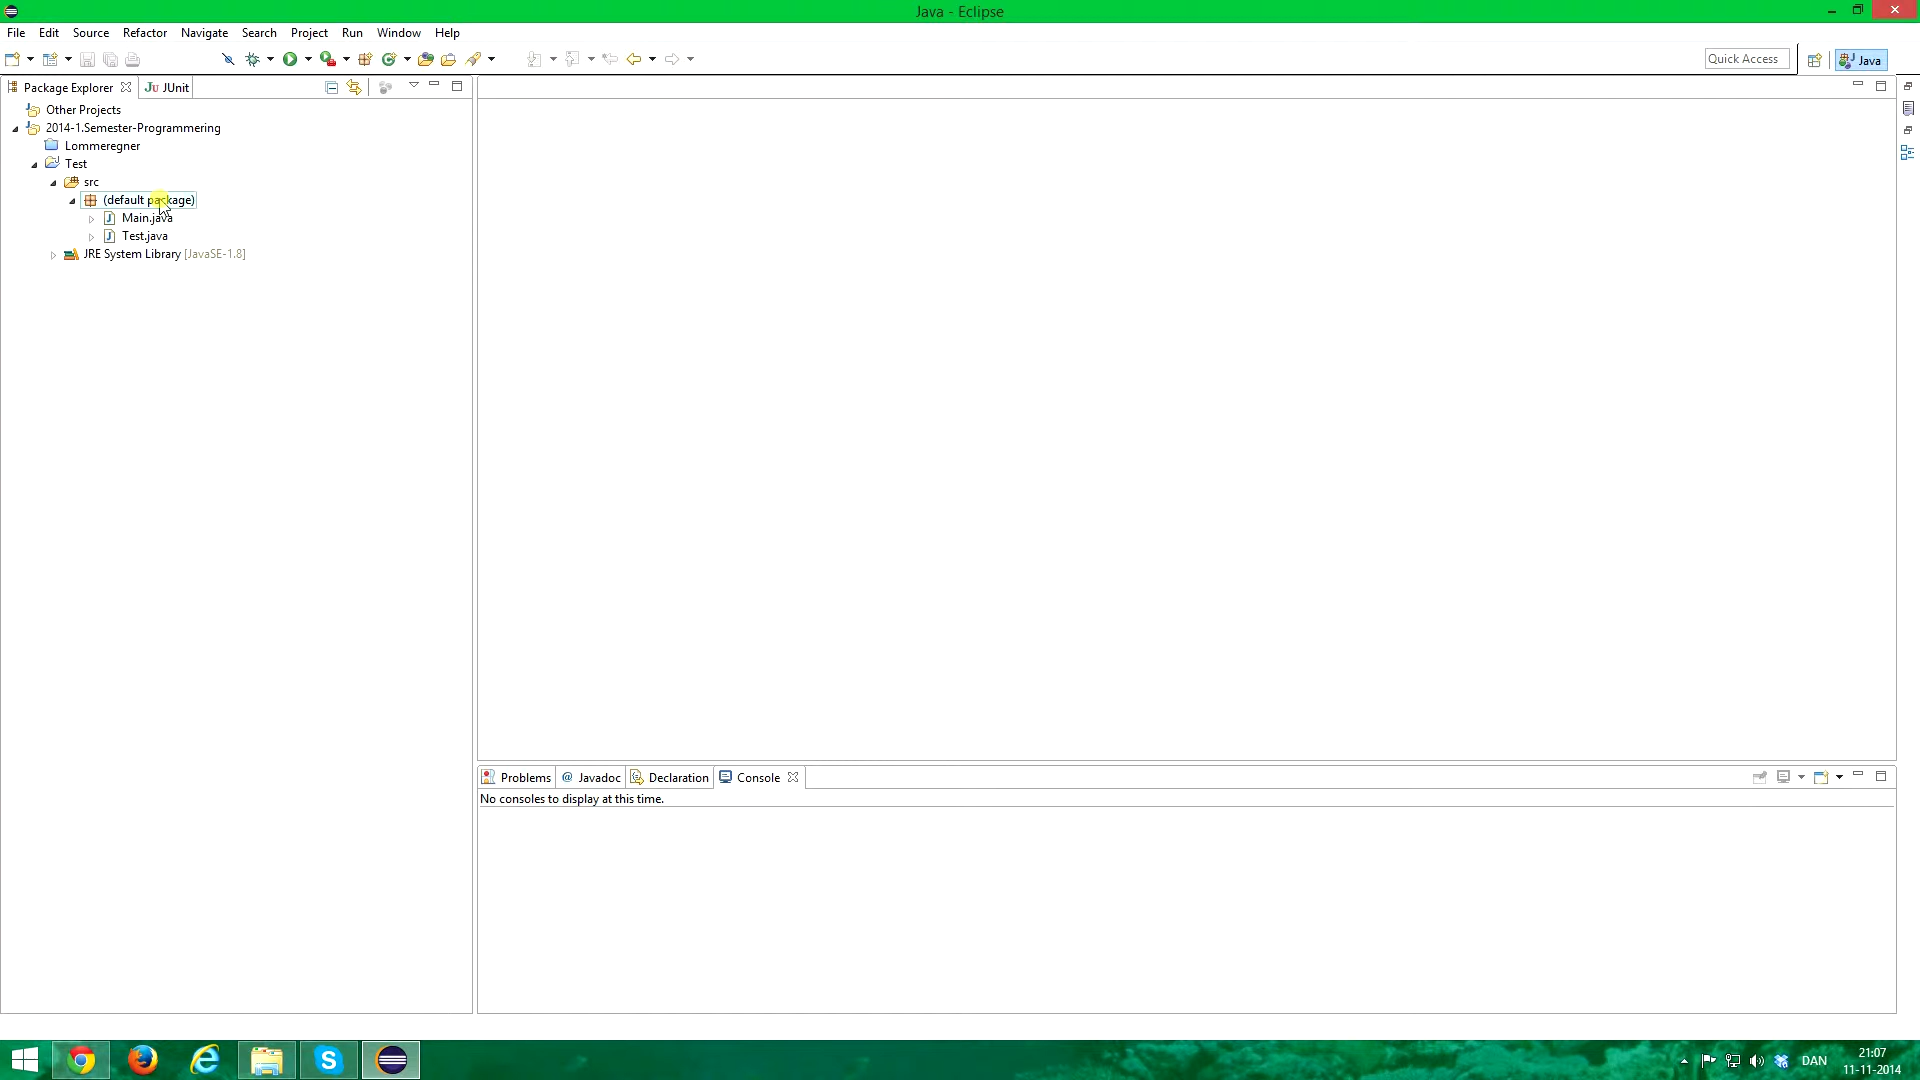 Java - Eclipse
File Edit Source Refactor Navigate Search Project Run Window Help
Quick Access
Java
Package Explorer
JUnit
Other Projects
2014-1.Semester-Programmering
Lommeregner
Test
src
(default package)
Main.java
Test.java
JRE System Library [JavaSE-1.8]
Problems
Javadoc
Declaration
Console
No consoles to display at this time.
DAN
21:07
11-11-2014